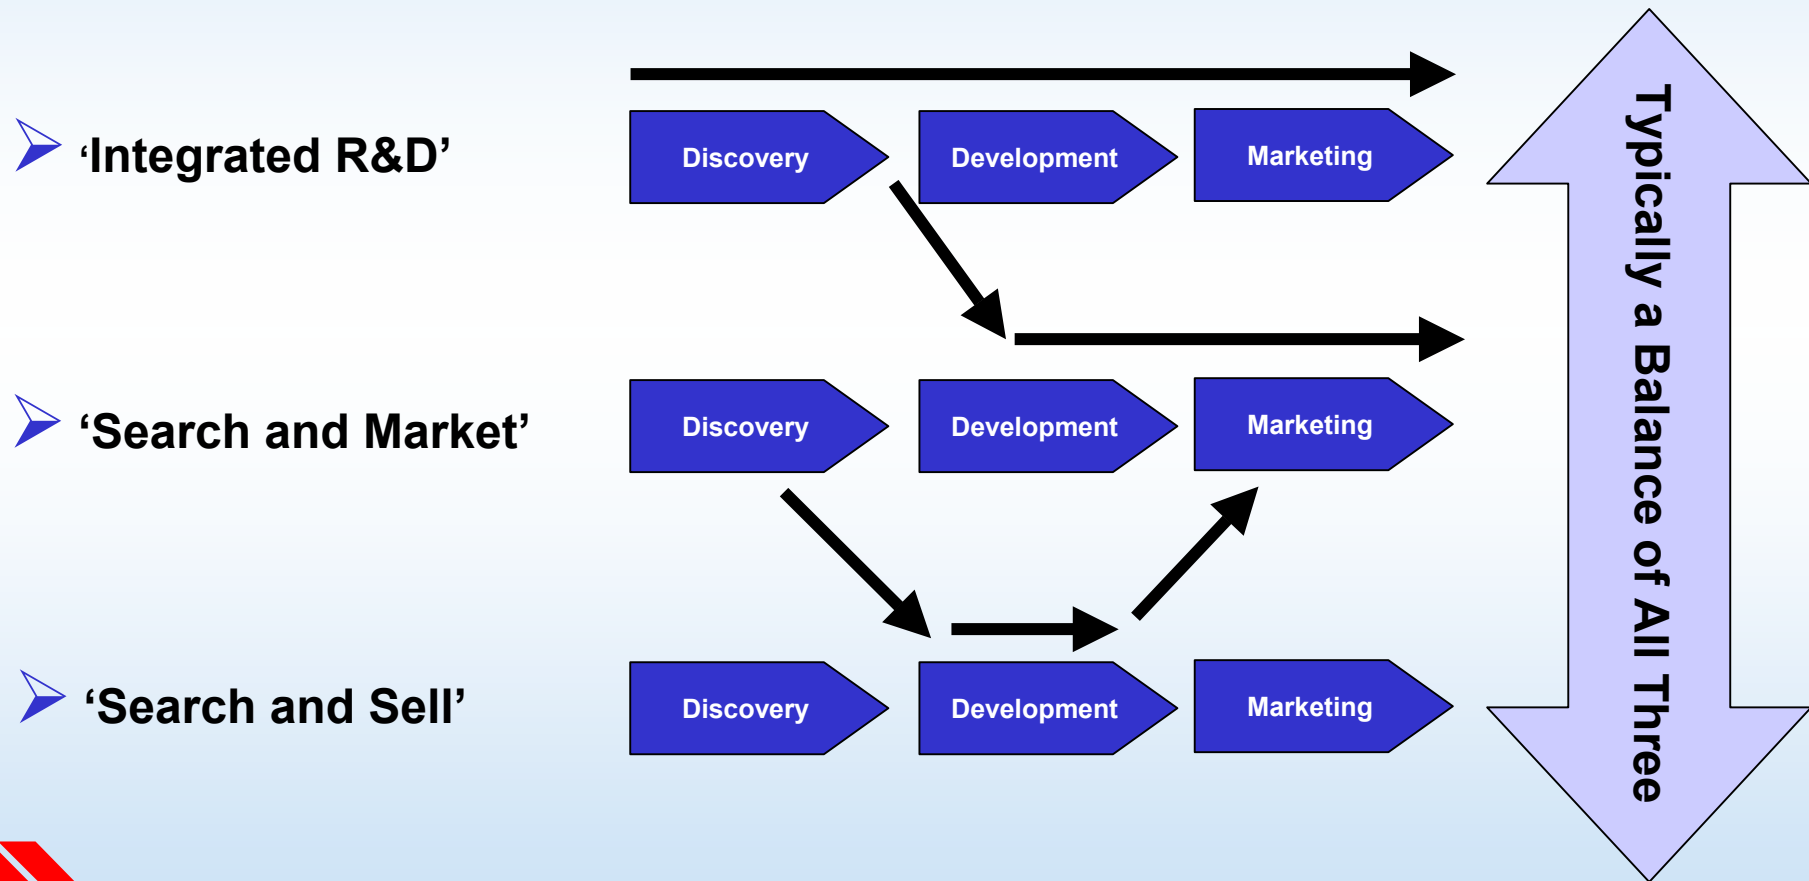 ‘Integrated R&D’
Discovery
Development
Marketing
‘Search and Market’
Discovery
Development
Marketing
‘Search and Sell’
Discovery
Development
Marketing
Typically a Balance of All Three